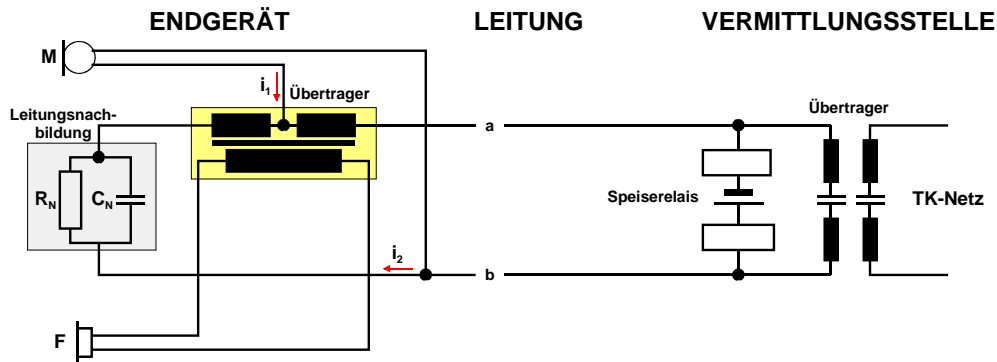 ENDGERÄT
LEITUNG
VERMITTLUNGSSTELLE
M
i1
Übertrager
Leitungsnach-
bildung
RN
CN
a
Übertrager
Speiserelais
TK-Netz
i2
b
F